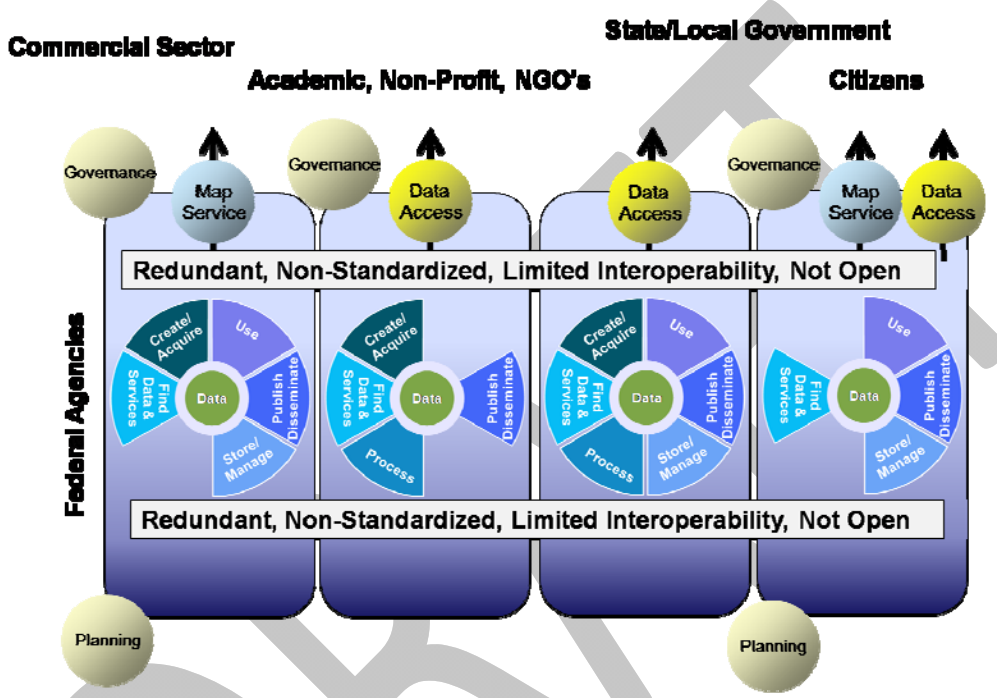 State/Local Government
Commercial Sector
Academic, Non-Profit, NGO's
Citizens
Governance
Map
Service
Governance
Data
Access
Data
Access
Governance
Map
Service
Data
Access
Redundant, Non-Standardized, Limited Interoperability, Not Open
Federal Agencies
Create/
Acquire
Use
Find
Data &
Services
Data
Publish
Disseminate
Store/
Manage
Create/
Acquire
Find
Data &
Services
Data
Publish
Disseminate
Process
Create/
Acquire
Use
Find
Data &
Services
Data
Publish
Disseminate
Process
Store/
Manage
Use
Find
Data &
Services
Data
Publish
Disseminate
Store/
Manage
Redundant, Non-Standardized, Limited Interoperability, Not Open
Planning
Planning